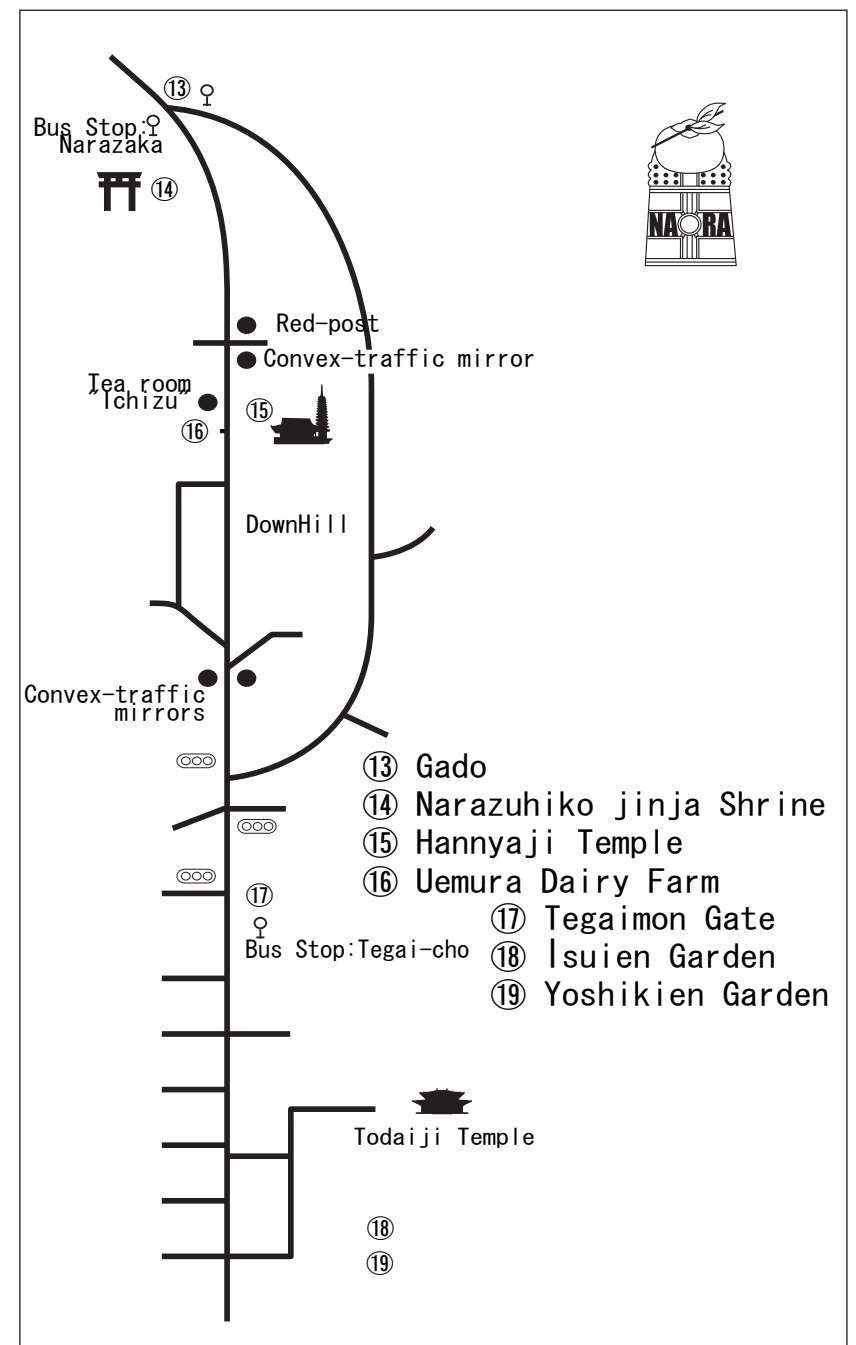 ⑬
Bus Stop:
Narazaka
⑭
NARA
Red-post
Convex-traffic mirror
Tea room
"Ichizu"
⑮
⑯
DownHill
Convex-traffic
mirrors
⑬ Gado
⑭ Narazuhiko jinja Shrine
⑮ Hannyaji Temple
⑯ Uemura Dairy Farm
⑰
⑰ Tegaimon Gate
Bus Stop:Tegai-cho
⑱ Isuien Garden
⑲ Yoshikien Garden
Todaiji Temple
⑱
⑲